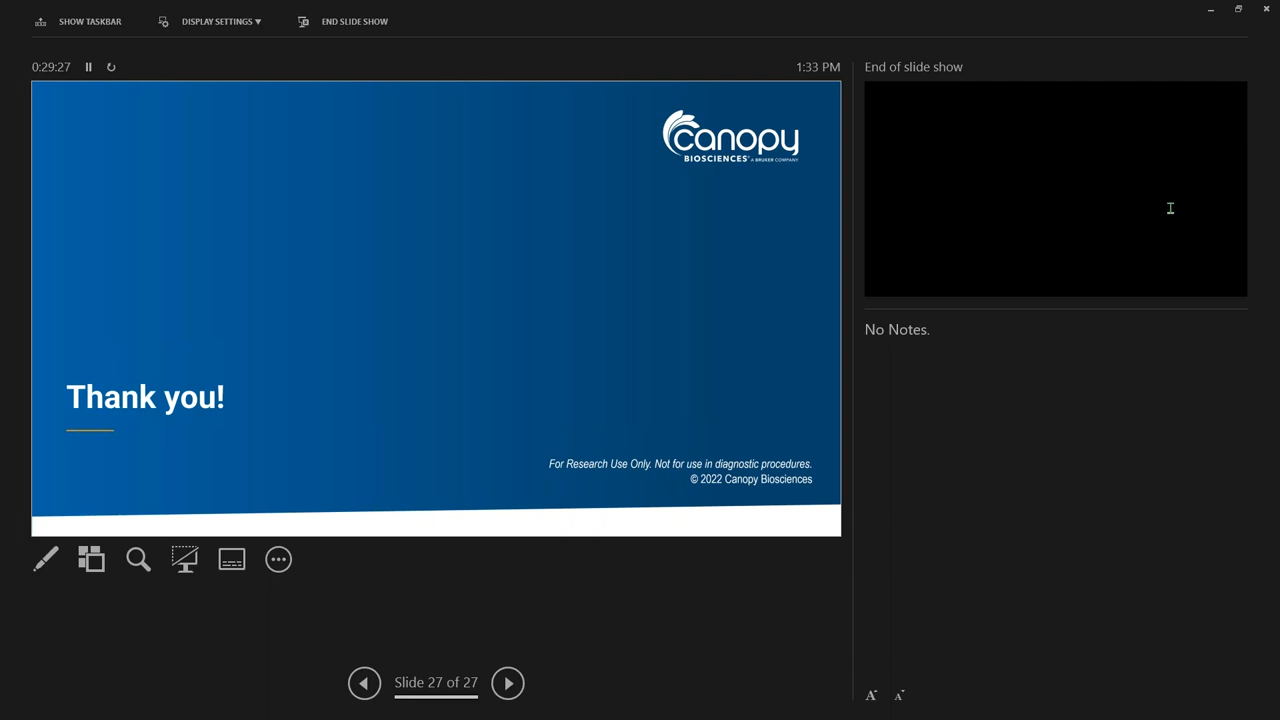 SHOW TASKBAR
DISPLAY SETTINGS ▾
END SLIDE SHOW
0:29:27
1:33 PM
End of slide show
canopy
BIOSCIENCES® A BRUKER COMPANY
Thank you!
For Research Use Only. Not for use in diagnostic procedures.
© 2022 Canopy Biosciences
No Notes.
Slide 27 of 27
A A